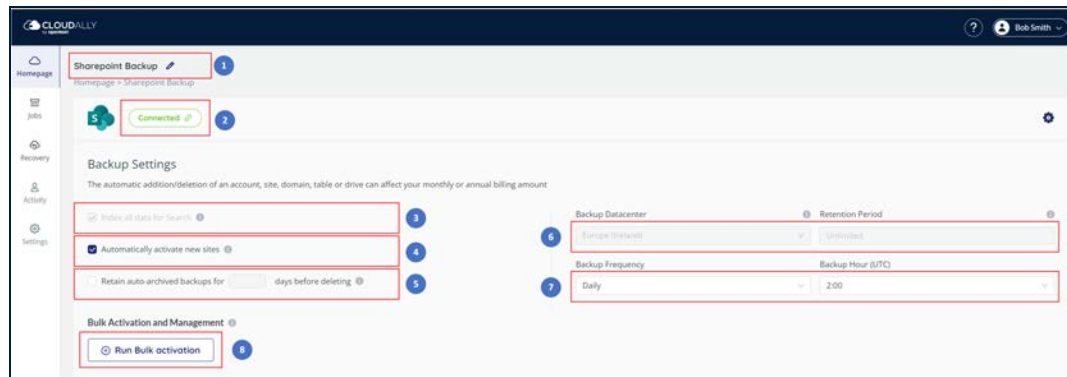 CLOUDALLY
by opentext
?
Bob Smith
Homepage
Jobs
Recovery
Activity
Settings
Sharepoint Backup
1
Homepage > Sharepoint Backup
S
Connected
2
Backup Settings
The automatic addition/deletion of an account, site, domain, table or drive can affect your monthly or annual billing amount
Index all data for Search
3
Automatically activate new sites
4
Retain auto-archived backups for days before deleting
5
Backup Datacenter
Retention Period
6
Europe (Ireland)
Unlimited
Backup Frequency
Backup Hour (UTC)
7
Daily
2:00
Bulk Activation and Management
Run Bulk activation
8